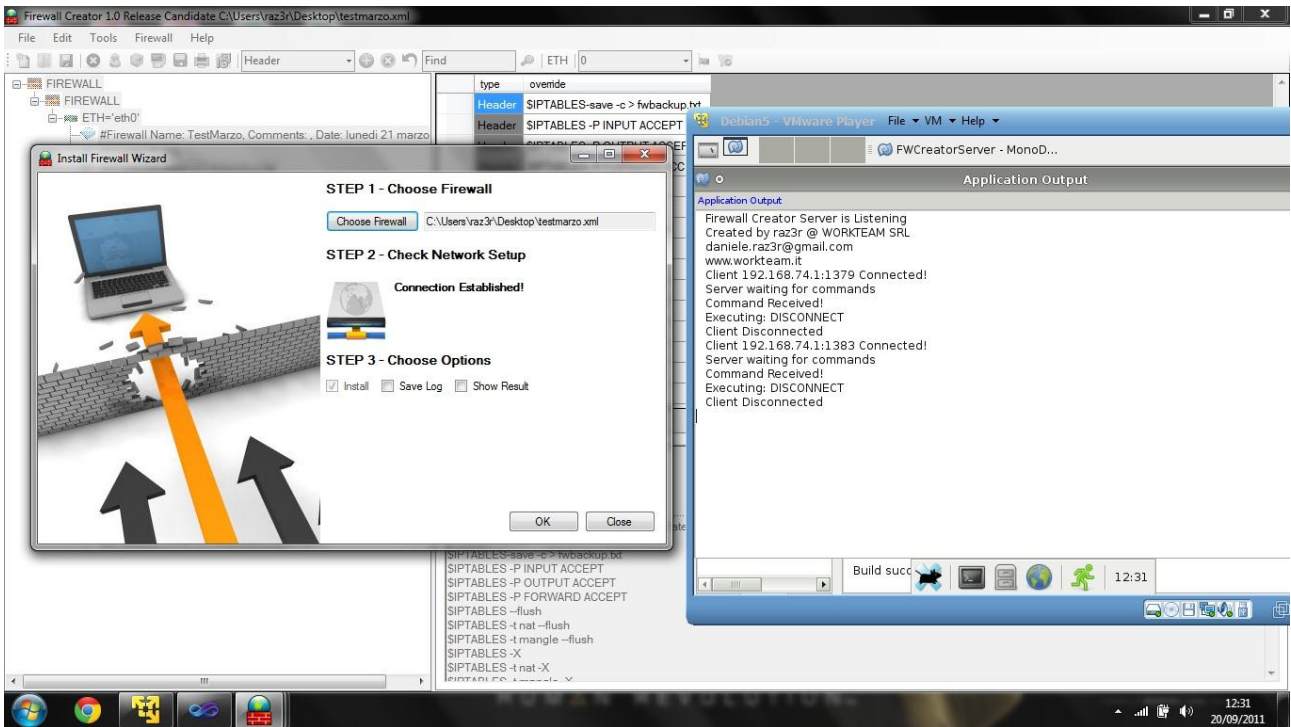 Firewall Creator 1.0 Release Candidate C:\Users\raz3r\Desktop\testmarzo.xml
File Edit Tools Firewall Help
Header Find ETH 0
FIREWALL
FIREWALL
ETH='eth0'
#Firewall Name: TestMarzo, Comments: , Date: lunedì 21 marzo
type override
Header $IPTABLES-save -c > fwbackup.txt
Header $IPTABLES -P INPUT ACCEPT
Install Firewall Wizard
STEP 1 - Choose Firewall
Choose Firewall C:\Users\raz3r\Desktop\testmarzo.xml
STEP 2 - Check Network Setup
Connection Established!
STEP 3 - Choose Options
Install Save Log Show Result
OK Close
Debian5 - VMware Player File VM Help
FWCreatorServer - MonoD...
Application Output
Application Output
Firewall Creator Server is Listening
Created by raz3r @ WORKTEAM SRL
daniele.raz3r@gmail.com
www.workteam.it
Client 192.168.74.1:1379 Connected!
Server waiting for commands
Command Received!
Executing: DISCONNECT
Client Disconnected
Client 192.168.74.1:1383 Connected!
Server waiting for commands
Command Received!
Executing: DISCONNECT
Client Disconnected
Build succ
12:31
$IPTABLES-save -c > fwbackup.txt
$IPTABLES -P INPUT ACCEPT
$IPTABLES -P OUTPUT ACCEPT
$IPTABLES -P FORWARD ACCEPT
$IPTABLES --flush
$IPTABLES -t nat --flush
$IPTABLES -t mangle --flush
$IPTABLES -X
$IPTABLES -t nat -X
$IPTABLES -t mangle -X
HUMAN REVOLUTION
12:31
20/09/2011